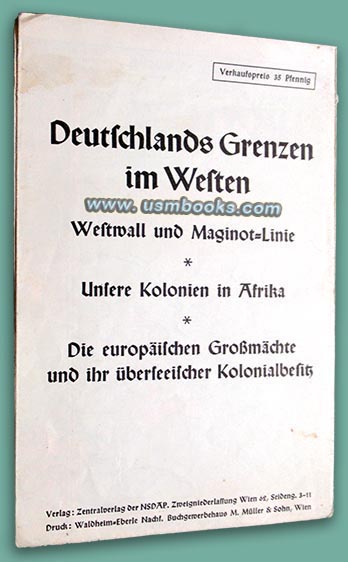 Verkaufspreis 35 Pfennig
Deutschlands Grenzen
im Westen
www.usmbooks.com
Westwall und Maginot=Linie
*
Unsere Kolonien in Afrika
*
Die europäischen Großmächte
und ihr überseeischer Kolonialbesitz
Verlag: Zentralverlag der NSDAP. Zweigniederlassung Wien 62, Seideng. 3-11
Druck: Waldheim=Eberle Nachf. Buchgewerbehaus M. Müller & Sohn, Wien